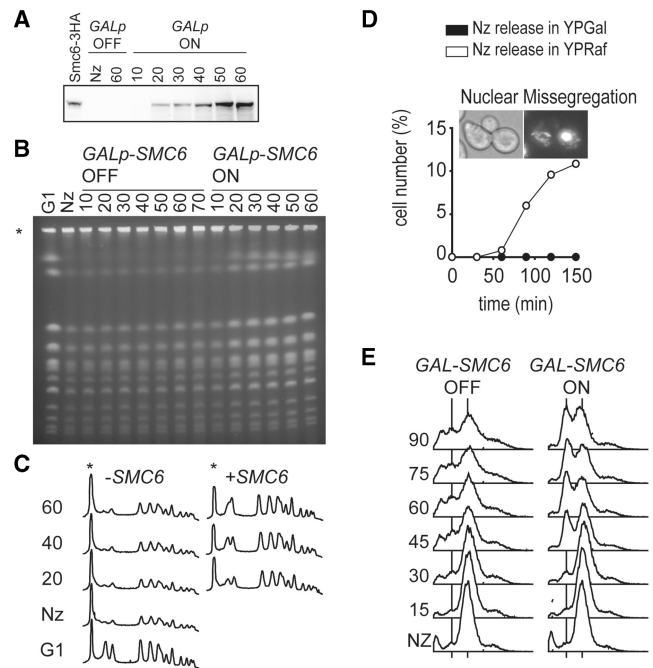 A
Smc6-3HA
GALp OFF
GALp ON
Nz 60 10 20 30 40 50 60
B
GALp-SMC6 OFF
GALp-SMC6 ON
G1 Nz 10 20 30 40 50 60 70 10 20 30 40 50 60
*
C
* -SMC6
* +SMC6
60
40
20
Nz
G1
D
Nz release in YPGal
Nz release in YPRaf
Nuclear Missegregation
cell number (%)
15
10
5
0
0 50 100 150
time (min)
E
GAL-SMC6 OFF
GAL-SMC6 ON
90
75
60
45
30
15
NZ